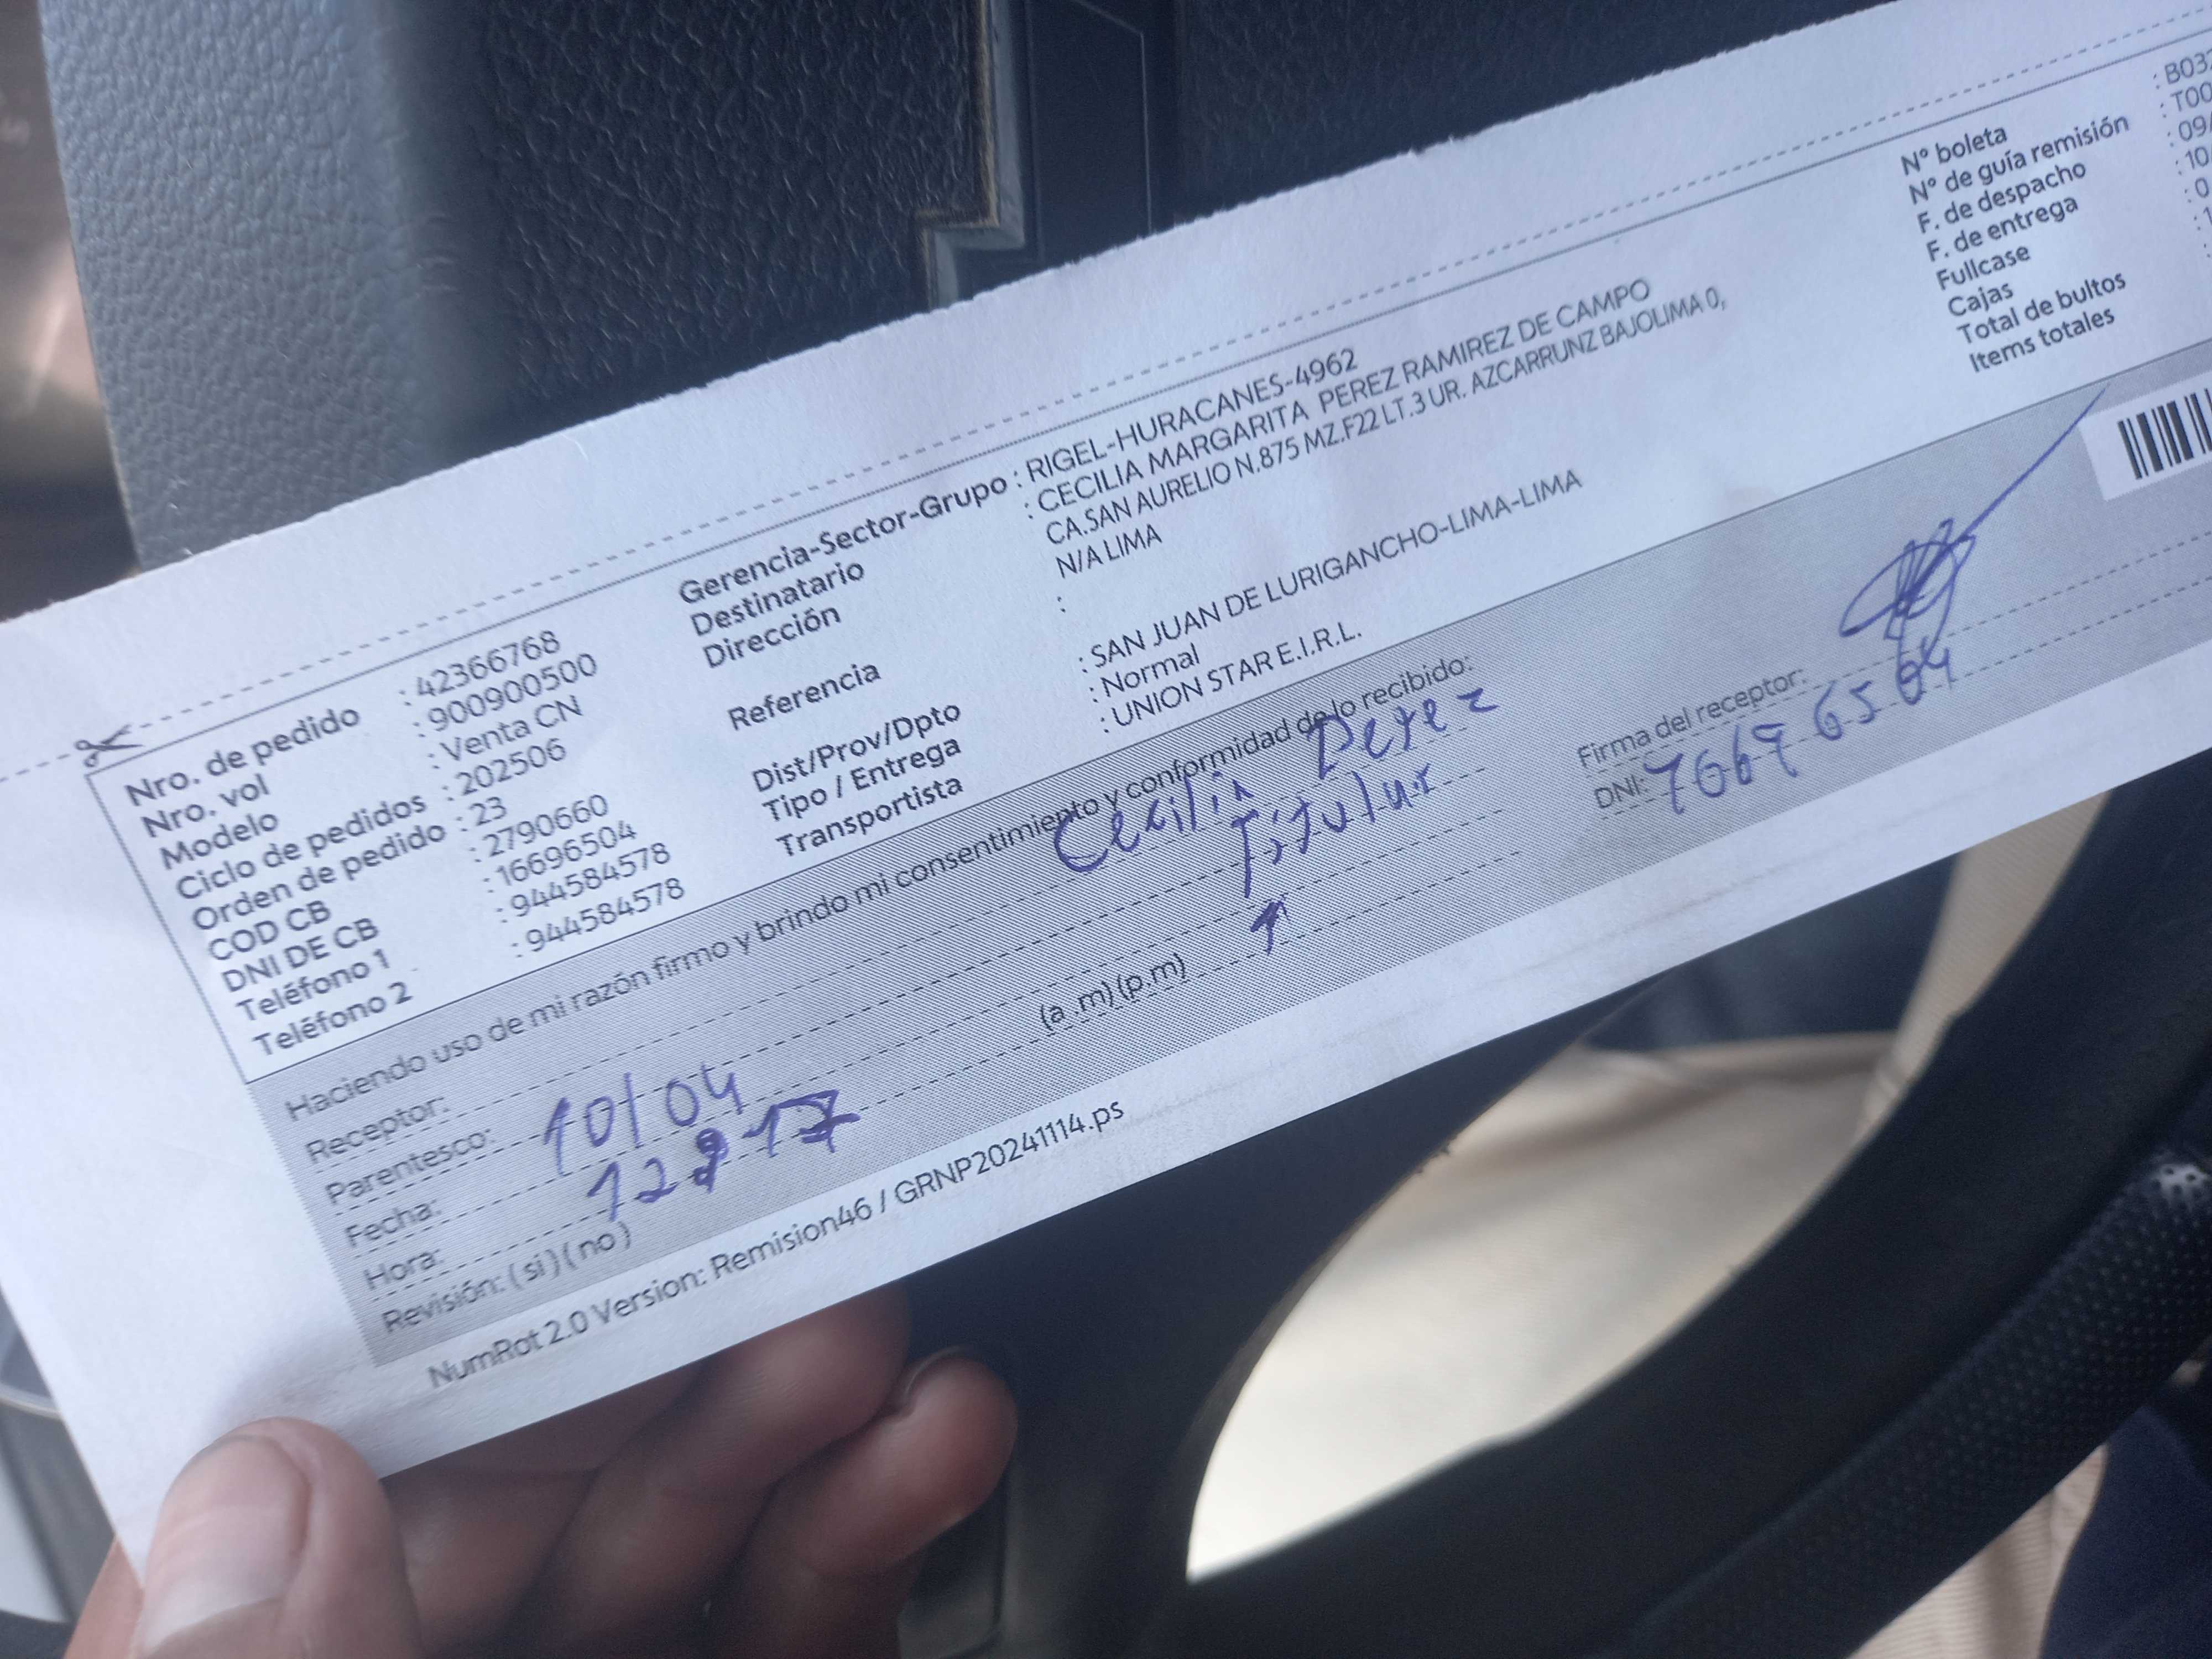 Nro. de pedido : 42366768
Nro. vol : 900900500
Modelo : Venta CN
Ciclo de pedidos : 202506
Orden de pedido : 23
COD CB : 2790660
DNI DE CB : 16696504
Teléfono 1 : 944584578
Teléfono 2 : 944584578
Gerencia-Sector-Grupo : RIGEL-HURACANES-4962
Destinatario : CECILIA MARGARITA PEREZ RAMIREZ DE CAMPO
Dirección CA.SAN AURELIO N.875 MZ.F22 LT.3 UR. AZCARRUNZ BAJOLIMA 0,
N/A LIMA
Referencia :
Dist/Prov/Dpto : SAN JUAN DE LURIGANCHO-LIMA-LIMA
Tipo / Entrega : Normal
Transportista : UNION STAR E.I.R.L.
N° boleta : B03
N° de guía remisión : T00
F. de despacho : 09/
F. de entrega : 10
Fullcase : 0
Cajas
Total de bultos
Items totales
Haciendo uso de mi razón firmo y brindo mi consentimiento y conformidad de lo recibido:
Receptor: Cecilia Perez
Parentesco: Titular
Fecha: 10/04
Hora: (a .m) (p.m)
Revisión: ( si ) ( no )
Firma del receptor:
DNI:
NumRot 2.0 Version: Remision46 / GRNP20241114.ps